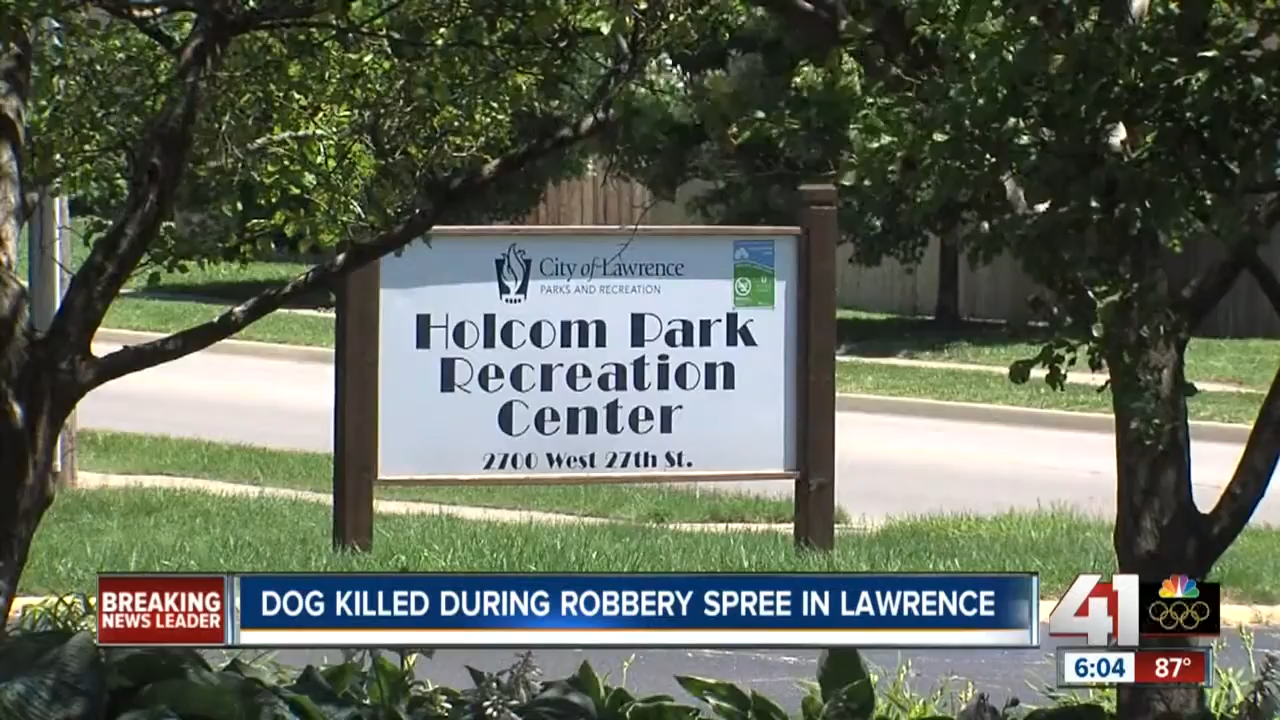 City of Lawrence
PARKS AND RECREATION
Holcom Park
Recreation
Center
2700 West 27th St.
BREAKING
NEWS LEADER
DOG KILLED DURING ROBBERY SPREE IN LAWRENCE
41
6:04
87°